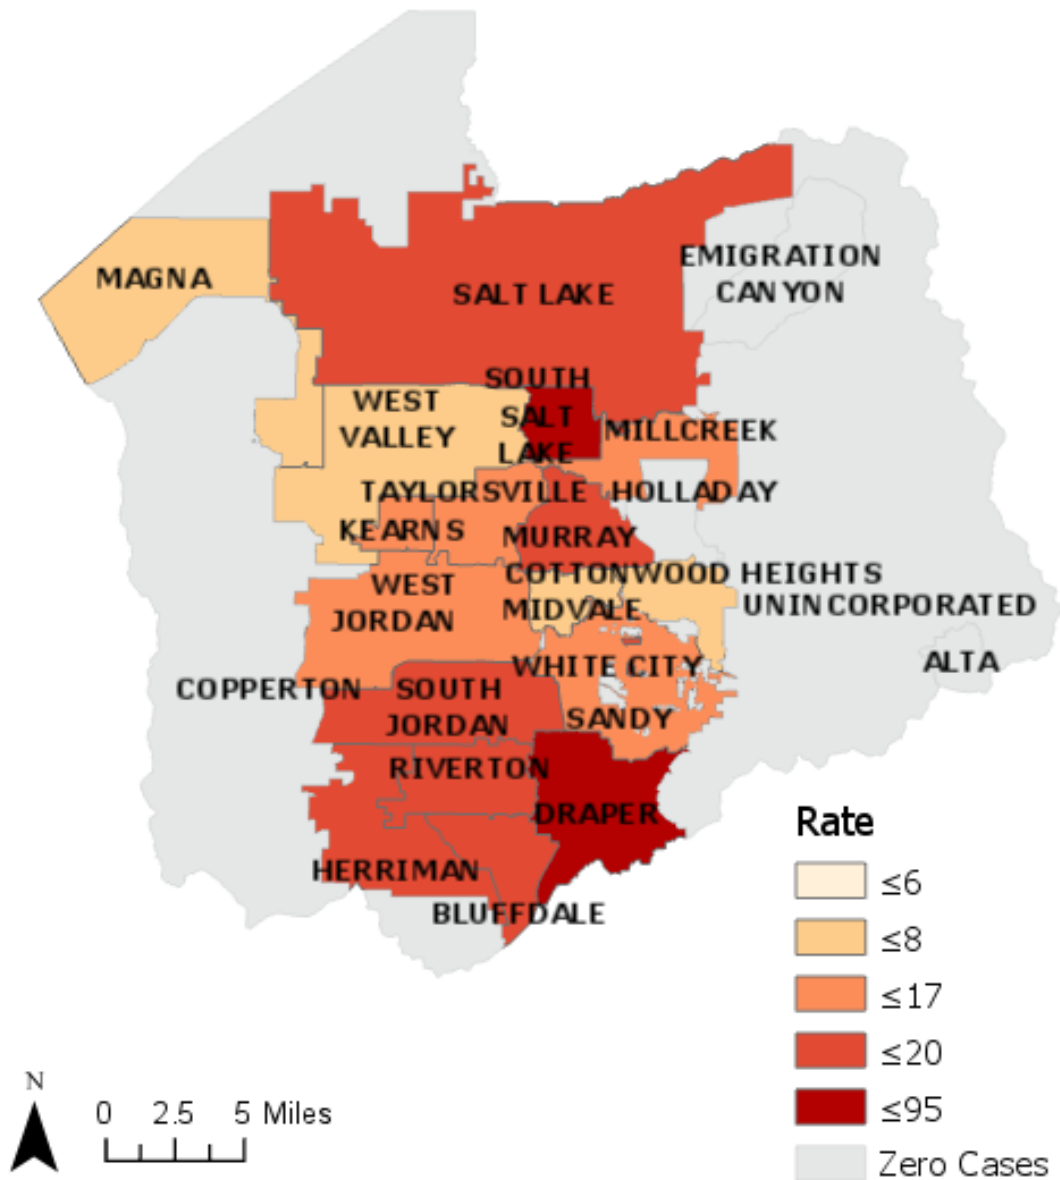 MAGNA
EMIGRATION
CANYON
SALT LAKE
SOUTH
SALT
LAKE
WEST
VALLEY
MILLCREEK
TAYLORSVILLE
HOLLADAY
KEARNS
MURRAY
COTTONWOOD HEIGHTS
WEST
JORDAN
MIDVALE
UNINCORPORATED
WHITE CITY
ALTA
COPPERTON
SOUTH
JORDAN
SANDY
RIVERTON
DRAPER
HERRIMAN
BLUFFDALE
Rate
≤6
≤8
≤17
≤20
≤95
Zero Cases
N
0 2.5 5 Miles